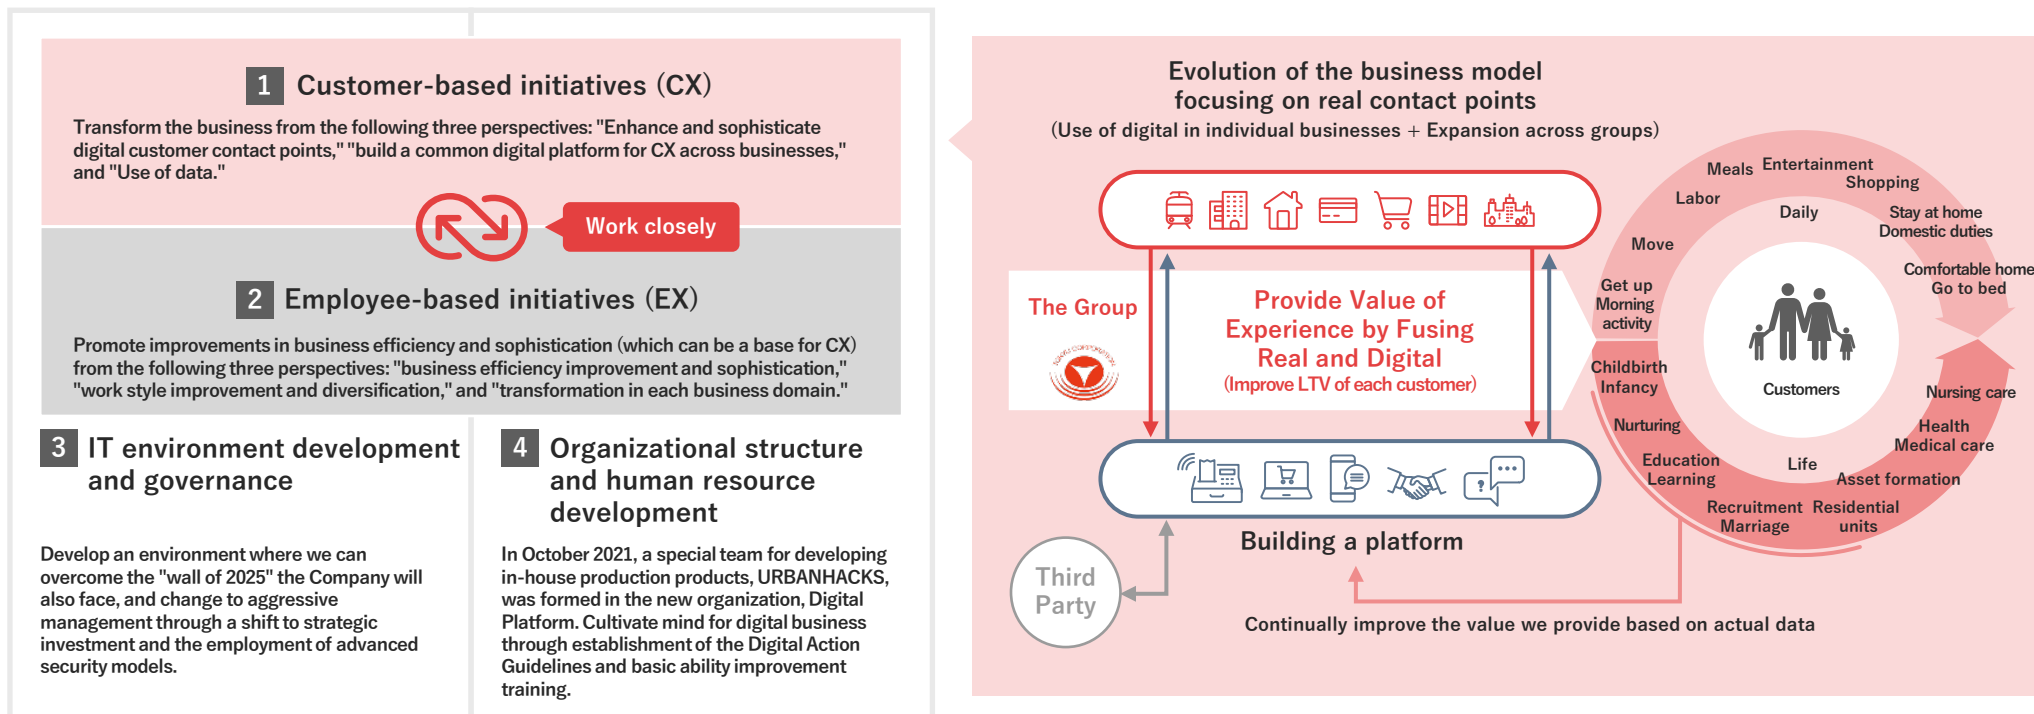 1 Customer-based initiatives (CX)
Transform the business from the following three perspectives: "Enhance and sophisticate
digital customer contact points," "build a common digital platform for CX across businesses,"
and "Use of data."
Work closely
2 Employee-based initiatives (EX)
Promote improvements in business efficiency and sophistication (which can be a base for CX)
from the following three perspectives: "business efficiency improvement and sophistication,"
"work style improvement and diversification," and "transformation in each business domain."
3 IT environment development
and governance
Develop an environment where we can
overcome the "wall of 2025" the Company will
also face, and change to aggressive
management through a shift to strategic
investment and the employment of advanced
security models.
4 Organizational structure
and human resource
development
In October 2021, a special team for developing
in-house production products, URBANHACKS,
was formed in the new organization, Digital
Platform. Cultivate mind for digital business
through establishment of the Digital Action
Guidelines and basic ability improvement
training.
Evolution of the business model
focusing on real contact points
(Use of digital in individual businesses + Expansion across groups)
The Group
TOKYU CORPORATION
Provide Value of
Experience by Fusing
Real and Digital
(Improve LTV of each customer)
Building a platform
Third
Party
Continually improve the value we provide based on actual data
Daily
Get up
Morning
activity
Move
Labor
Meals
Entertainment
Shopping
Stay at home
Domestic duties
Comfortable home
Go to bed
Customers
Life
Childbirth
Infancy
Nurturing
Education
Learning
Recruitment
Marriage
Residential
units
Asset formation
Health
Medical care
Nursing care